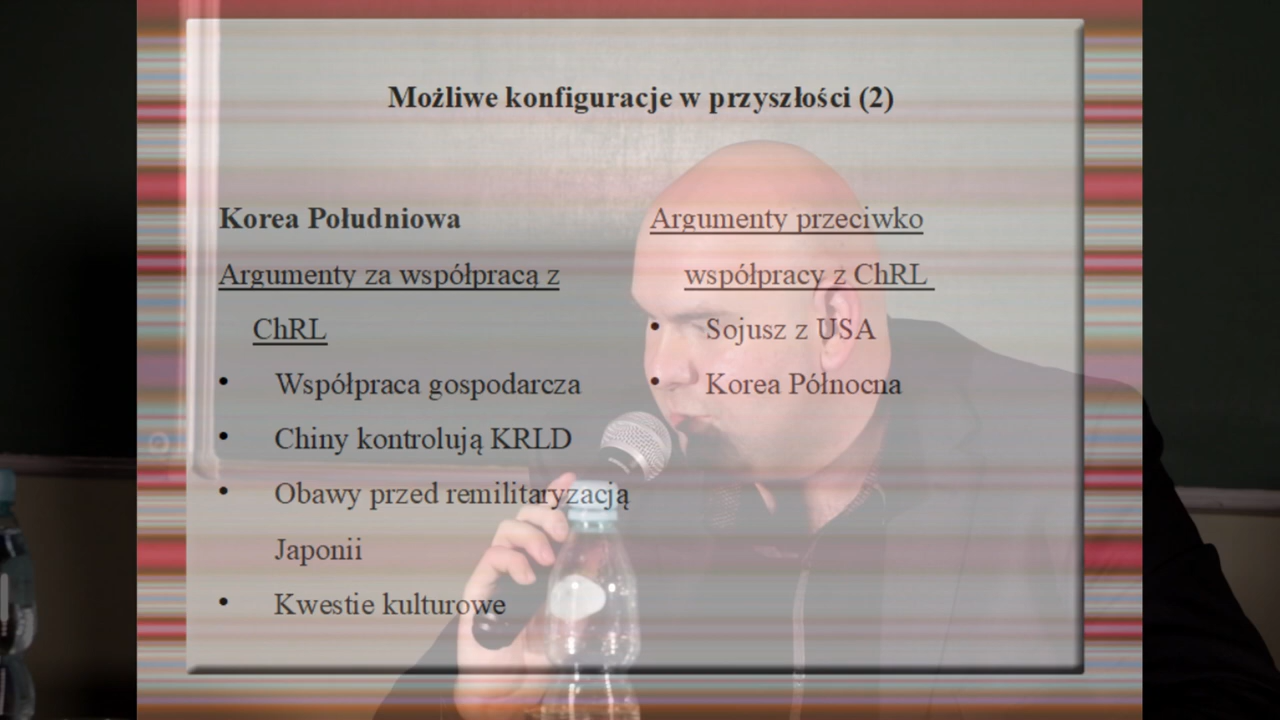 Możliwe konfiguracje w przyszłości (2)
Korea Południowa
Argumenty za współpracą z
ChRL
• Współpraca gospodarcza
• Chiny kontrolują KRLD
• Obawy przed remilitaryzacją
Japonii
• Kwestie kulturowe
Argumenty przeciwko
współpracy z ChRL
• Sojusz z USA
• Korea Północna